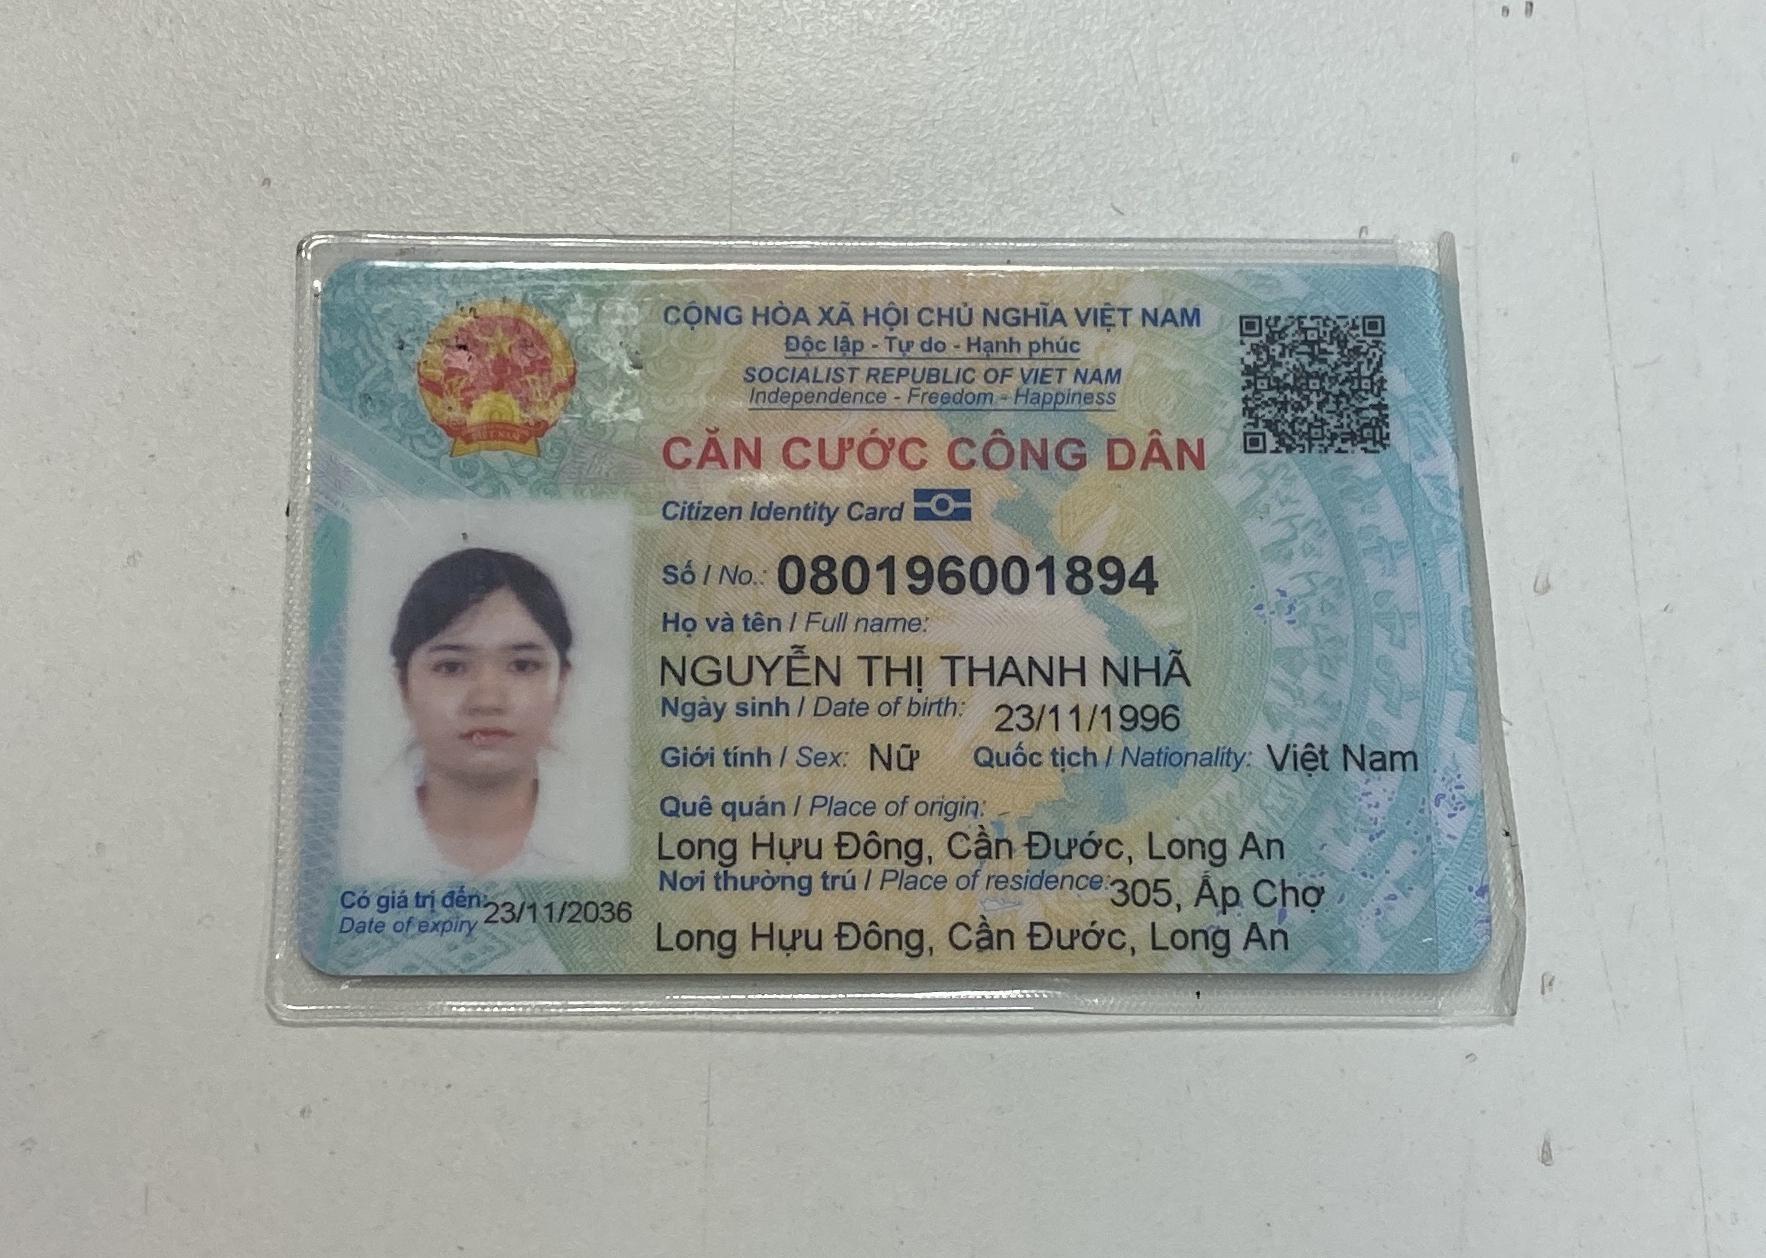 CỘNG HÒA XÃ HỘI CHỦ NGHĨA VIỆT NAM
Độc lập - Tự do - Hạnh phúc
SOCIALIST REPUBLIC OF VIET NAM
Independence - Freedom - Happiness
CĂN CƯỚC CÔNG DÂN
Citizen Identity Card
Số / No.: 080196001894
Họ và tên / Full name:
NGUYỄN THỊ THANH NHÃ
Ngày sinh / Date of birth: 23/11/1996
Giới tính / Sex: Nữ Quốc tịch / Nationality: Việt Nam
Quê quán / Place of origin:
Long Hựu Đông, Cần Đước, Long An
Nơi thường trú / Place of residence: 305, Ấp Chợ
Long Hựu Đông, Cần Đước, Long An
Có giá trị đến: 23/11/2036
Date of expiry